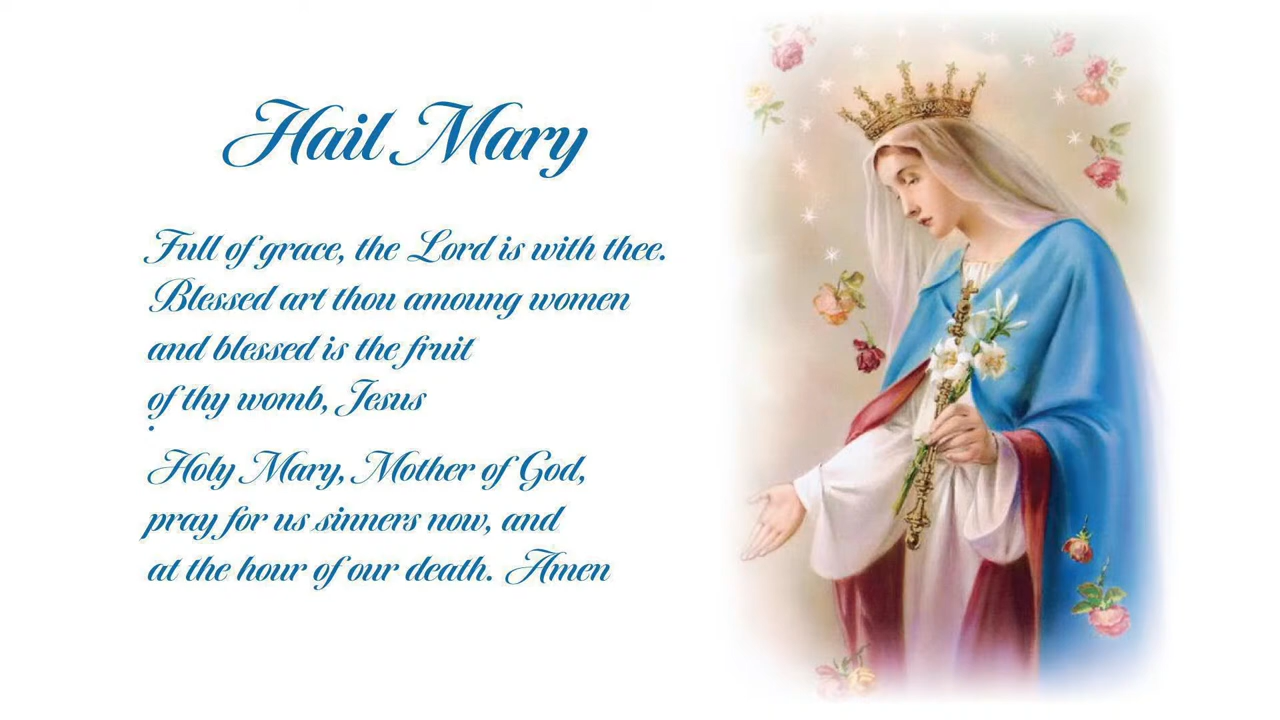 Hail Mary
Full of grace, the Lord is with thee.
Blessed art thou amoung women
and blessed is the fruit
of thy womb, Jesus
.
Holy Mary, Mother of God,
pray for us sinners now, and
at the hour of our death. Amen